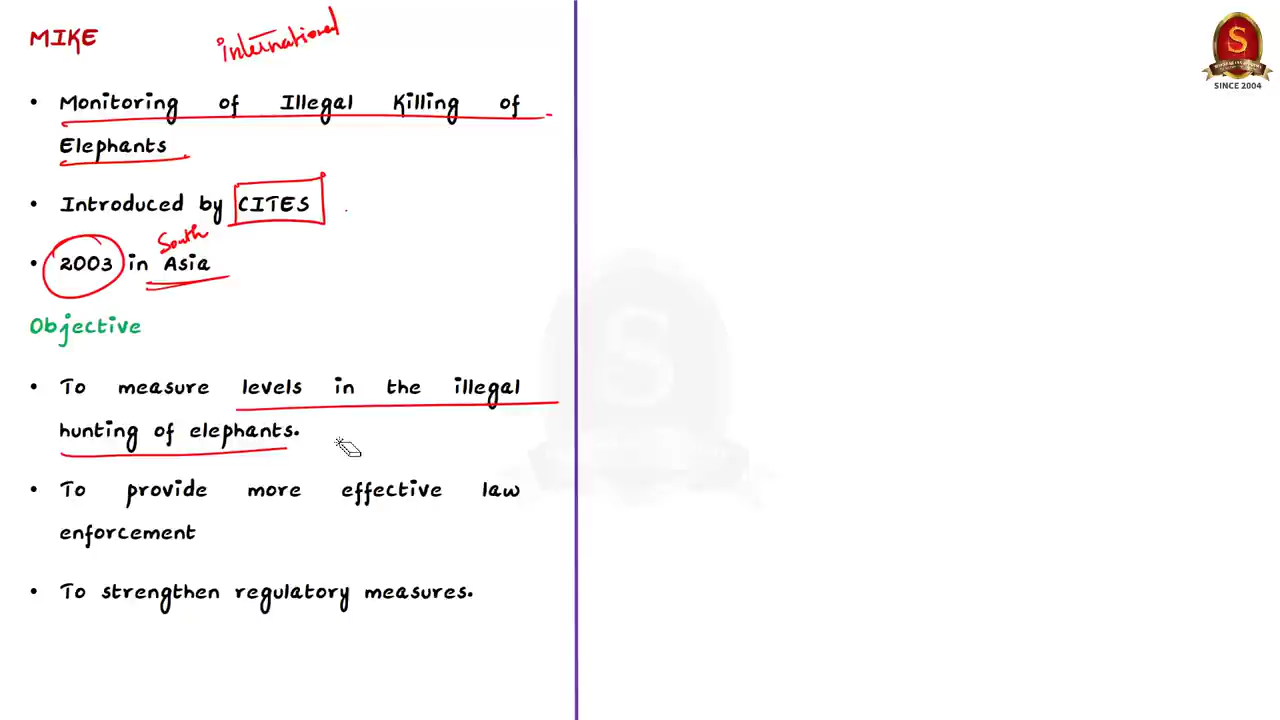 MIKE
international
• Monitoring of Illegal Killing of
Elephants
• Introduced by CITES
South
• 2003 in Asia
Objective
• To measure levels in the illegal
hunting of elephants.
• To provide more effective law
enforcement
• To strengthen regulatory measures.
S
SINCE 2004
S